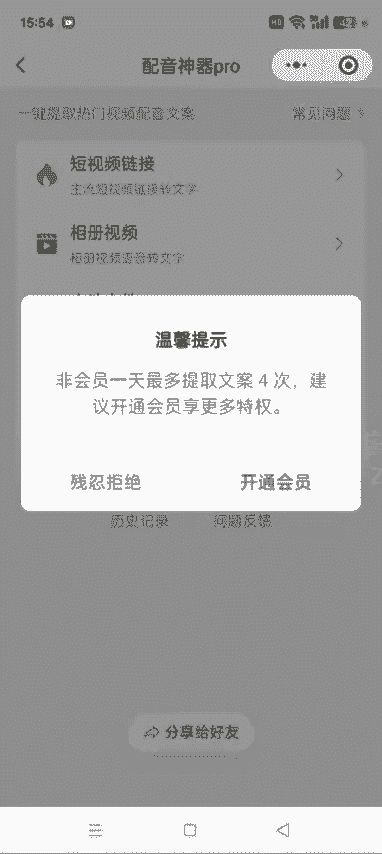 15:54
配音神器pro
一键提取热门视频配音文案
常见问题
短视频链接
主流短视频链接转文字
相册视频
相册视频语音转文字
温馨提示
非会员一天最多提取文案 4 次，建
议开通会员享更多特权。
残忍拒绝
开通会员
历史记录
问题反馈
分享给好友